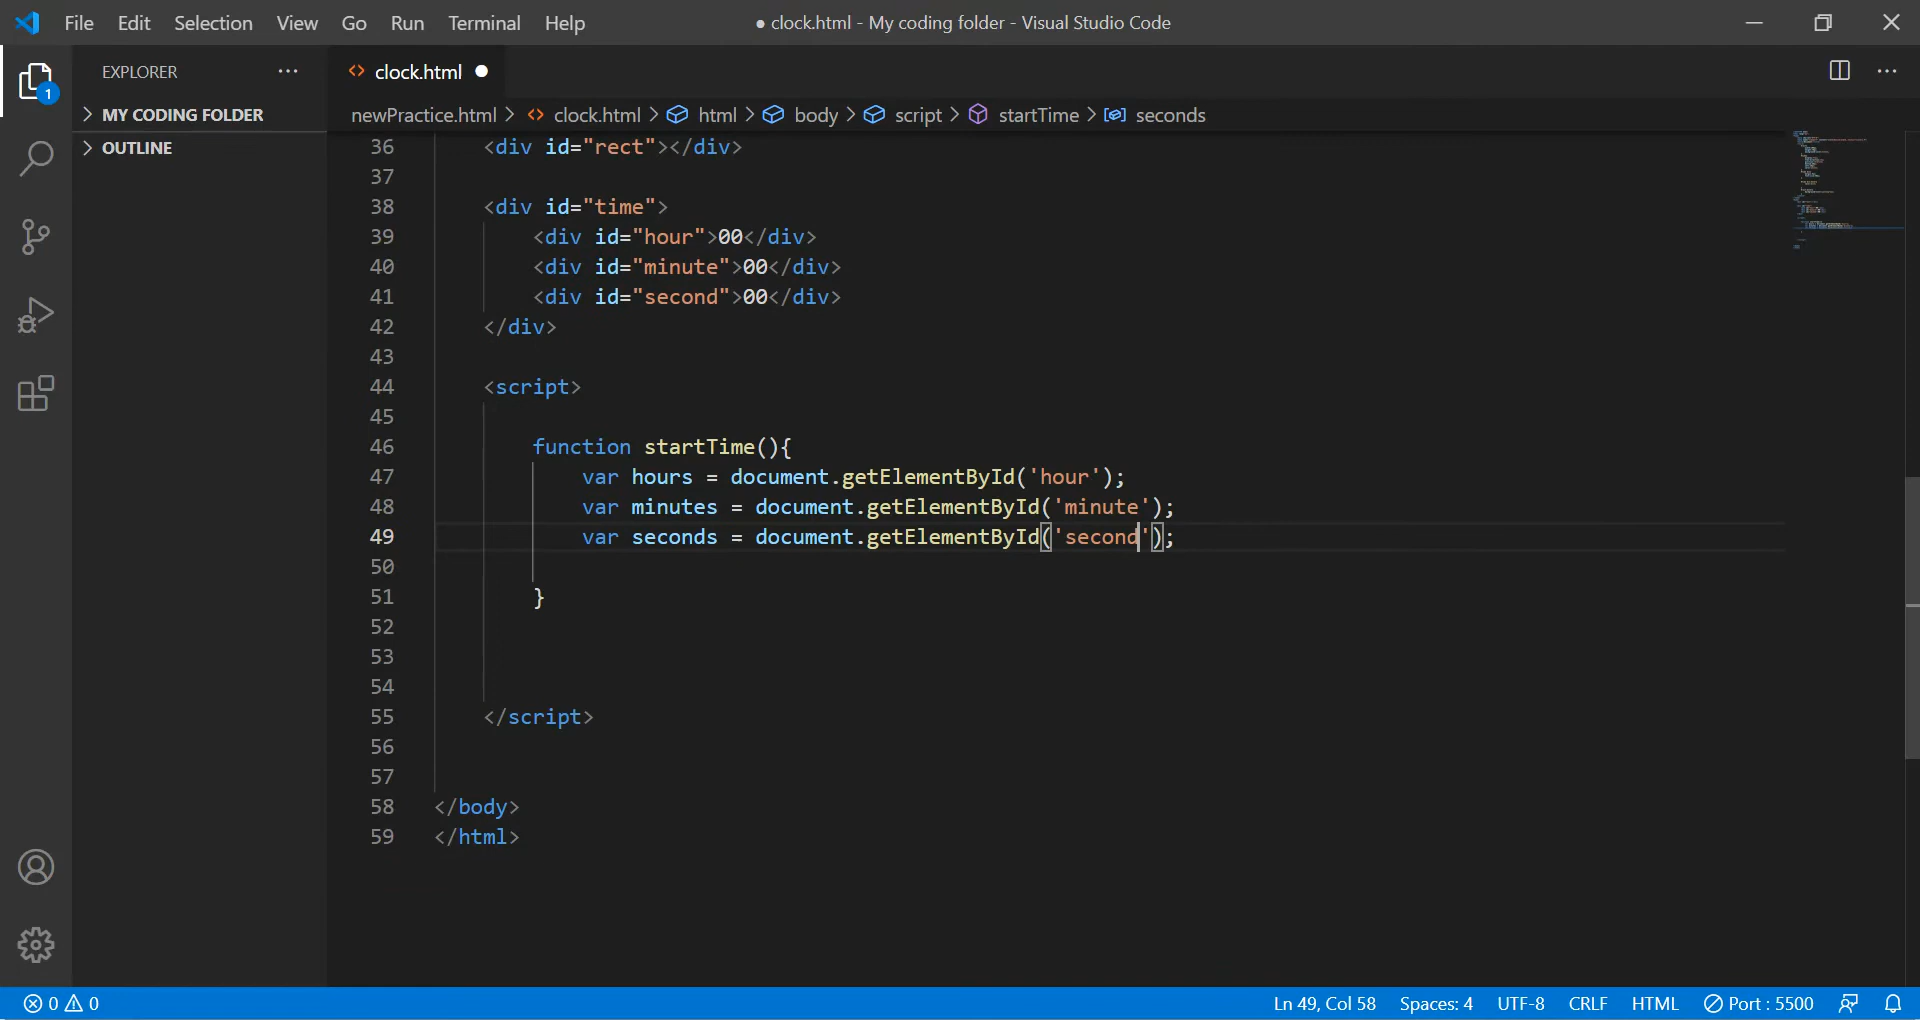 File Edit Selection View Go Run Terminal Help
● clock.html - My coding folder - Visual Studio Code
EXPLORER
clock.html ●
1
MY CODING FOLDER
OUTLINE
newPractice.html > clock.html > html > body > script > startTime > seconds
36 <div id="rect"></div>
37
38 <div id="time">
39 <div id="hour">00</div>
40 <div id="minute">00</div>
41 <div id="second">00</div>
42 </div>
43
44 <script>
45
46 function startTime(){
47 var hours = document.getElementById('hour');
48 var minutes = document.getElementById('minute');
49 var seconds = document.getElementById('second');
50
51 }
52
53
54
55 </script>
56
57
58 </body>
59 </html>
0 0 Ln 49, Col 58 Spaces: 4 UTF-8 CRLF HTML Port : 5500